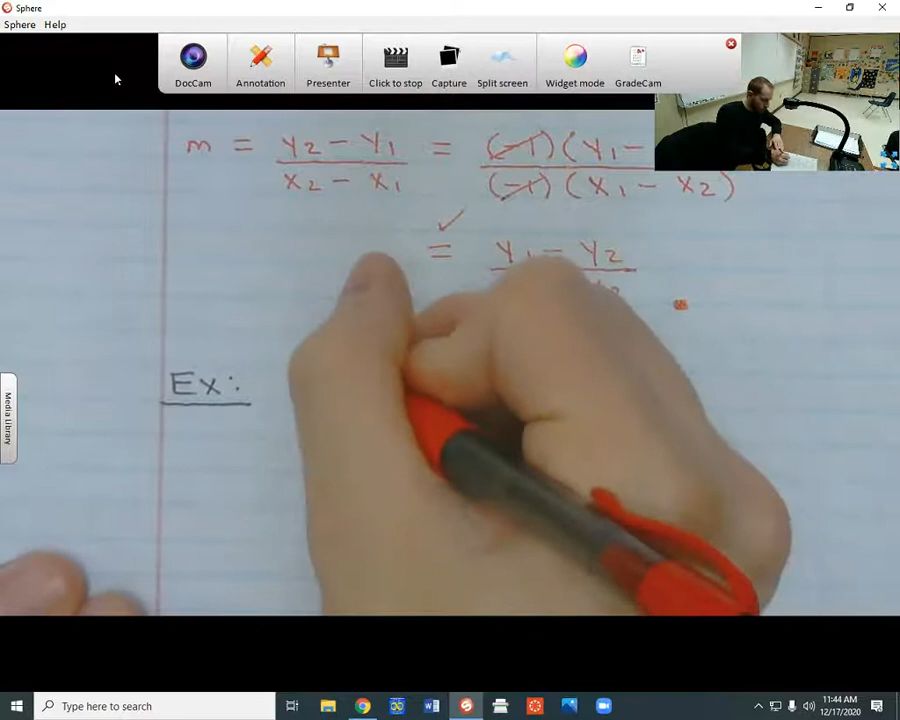 Sphere
Sphere Help
DocCam
Annotation
Presenter
Click to stop
Capture
Split screen
Widget mode
GradeCam
m = y₂ - y₁ / x₂ - x₁ = (-1)(y₁ - / (-1)(x₁ - x₂)
✓
= y₁ - y₂
Ex:
Media Library
Type here to search
11:44 AM
12/17/2020